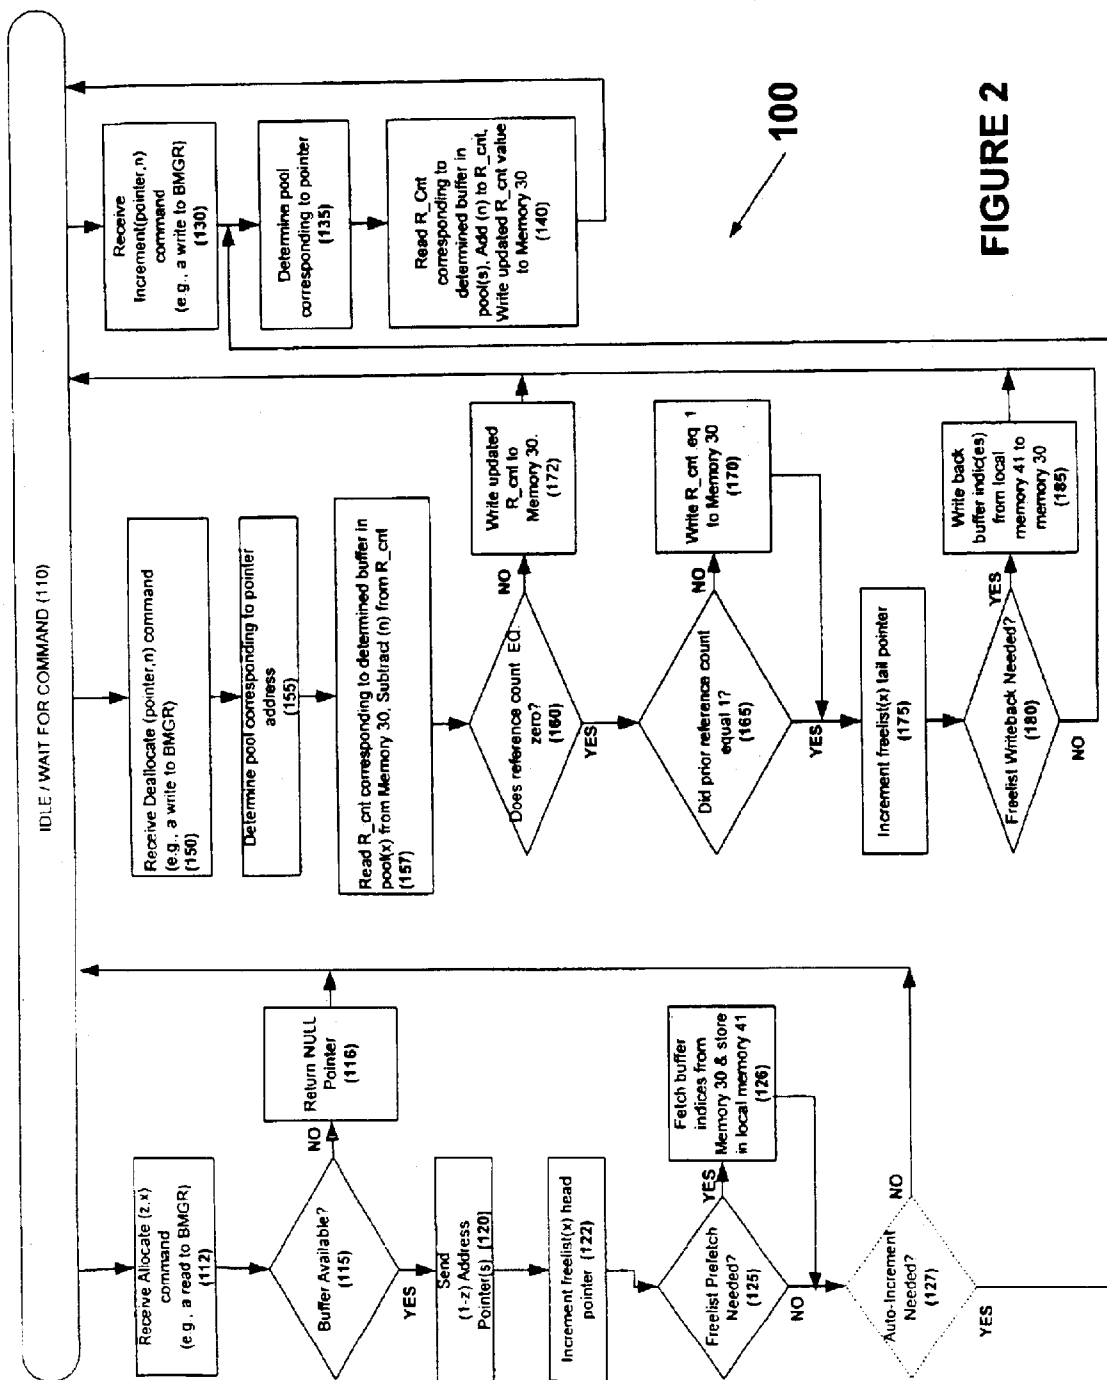 IDLE / WAIT FOR COMMAND (110)
Receive Allocate (z,x)
command
(e.g., a read to BMGR)
(112)
Buffer Available?
(115)
NO
Return NULL
Pointer
(116)
YES
Send
(1-z) Address
Pointer(s) (120)
Increment freelist(x) head
pointer (122)
Freelist Prefetch
Needed?
(125)
YES
Fetch buffer
indices from
Memory 30 & store
in local memory 41
(126)
NO
Auto-Increment
Needed?
(127)
NO
YES
Receive Deallocate (pointer,n) command
(e.g., a write to BMGR)
(150)
Determine pool corresponding to pointer
address
(155)
Read R_cnt corresponding to determined buffer in
pool(x) from Memory 30, Subtract (n) from R_cnt
(157)
Does reference count EQ.
zero?
(160)
NO
Write updated
R_cnt to
Memory 30.
(172)
YES
Did prior reference count
equal 1?
(165)
NO
Write R_cnt eq 1
to Memory 30
(170)
YES
Increment freelist(x) tail pointer
(175)
Freelist Writeback Needed?
(180)
YES
Write back
buffer indic(es)
from local
memory 41 to
memory 30
(185)
NO
Receive
Increment(pointer,n)
command
(e.g., a write to BMGR)
(130)
Determine pool
corresponding to pointer
(135)
Read R_Cnt
corresponding to
determined buffer in
pool(s), Add (n) to R_cnt,
Write updated R_cnt value
to Memory 30
(140)
100
FIGURE 2